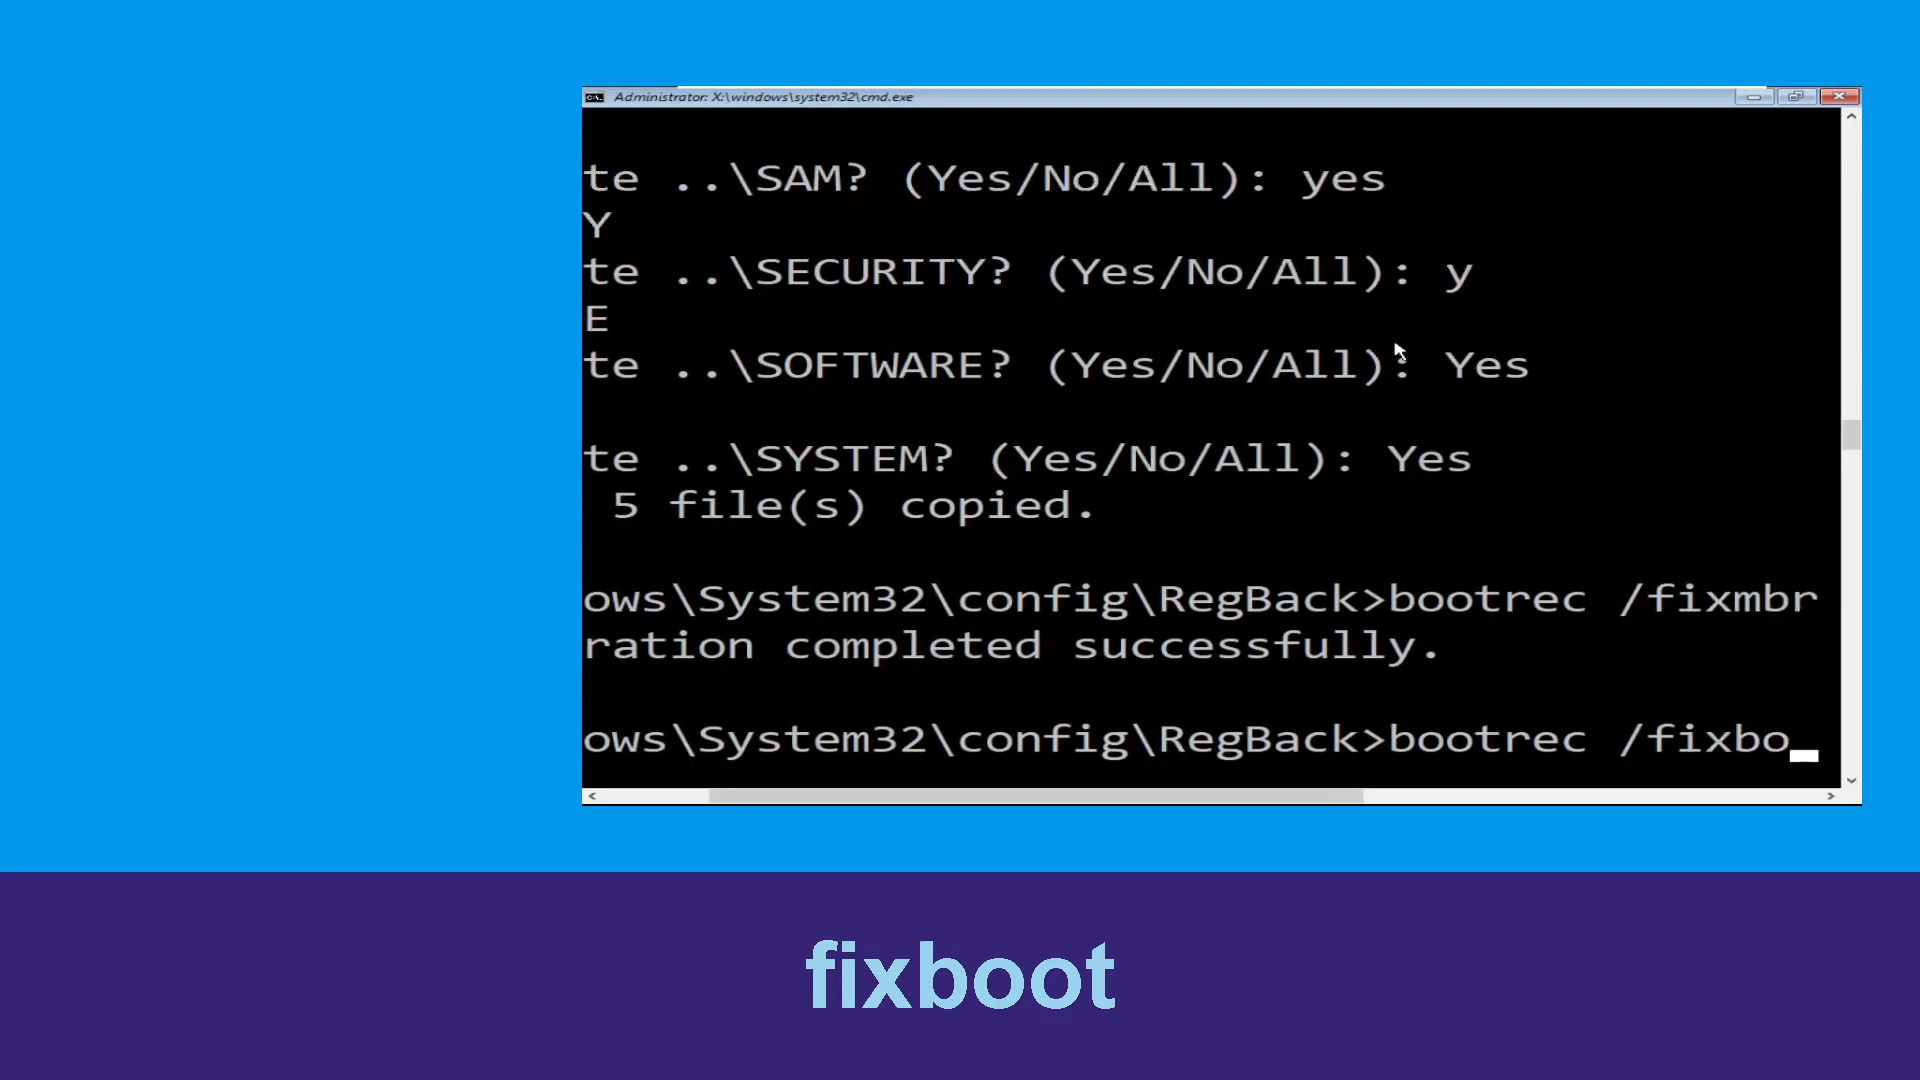 Administrator: X:\windows\system32\cmd.exe
te ..\SAM? (Yes/No/All): yes
Y
te ..\SECURITY? (Yes/No/All): y
E
te ..\SOFTWARE? (Yes/No/All): Yes
te ..\SYSTEM? (Yes/No/All): Yes
5 file(s) copied.
ows\System32\config\RegBack>bootrec /fixmbr
ration completed successfully.
ows\System32\config\RegBack>bootrec /fixbo
fixboot